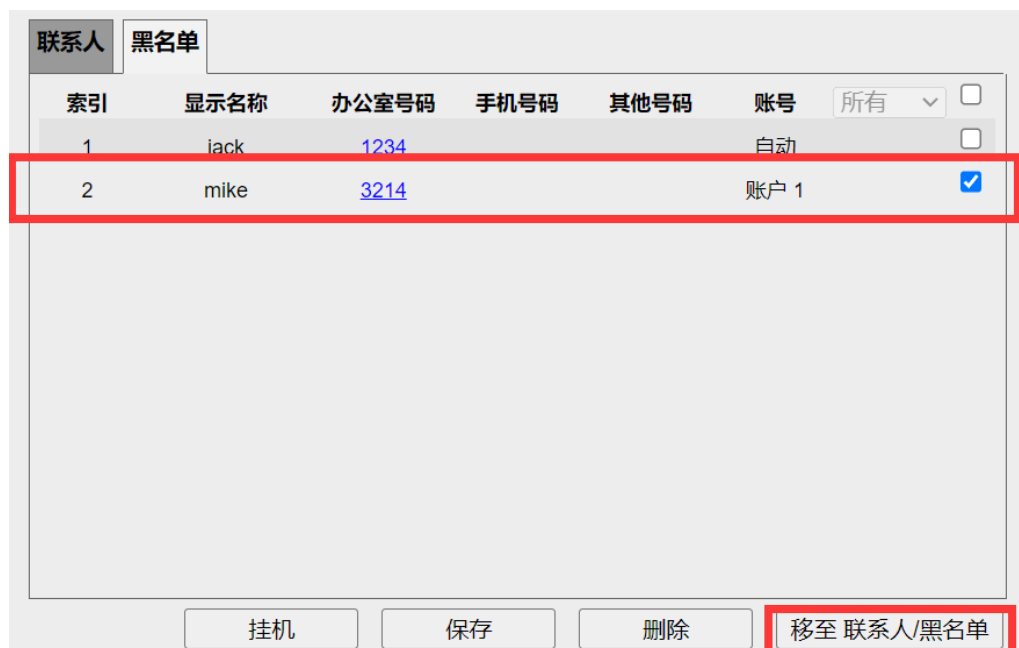 联系人 黑名单
索引 显示名称 办公室号码 手机号码 其他号码 账号 所有
1 jack 1234 自动
2 mike 3214 账户 1
挂机 保存 删除 移至 联系人/黑名单